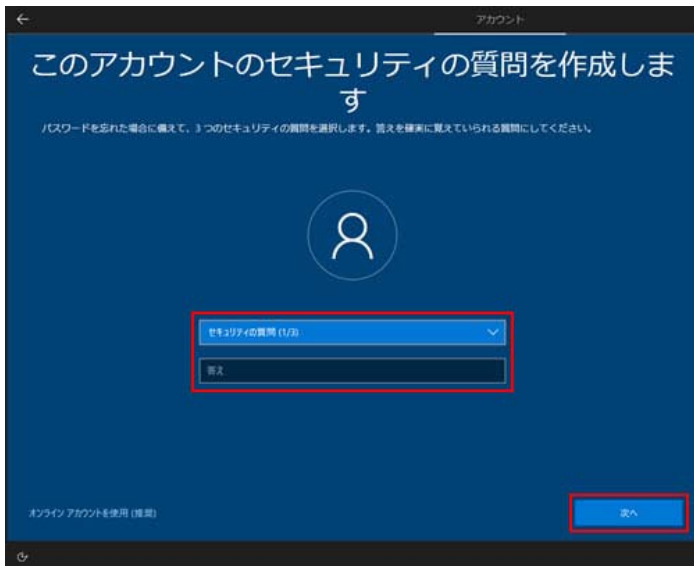 アカウント
このアカウントのセキュリティの質問を作成しま
す
パスワードを忘れた場合に備えて、3 つのセキュリティの質問を選択します。答えを確実に覚えていられる質問にしてください。
セキュリティの質問 (1/3)
答え
オンライン アカウントを使用 (推奨)
次へ